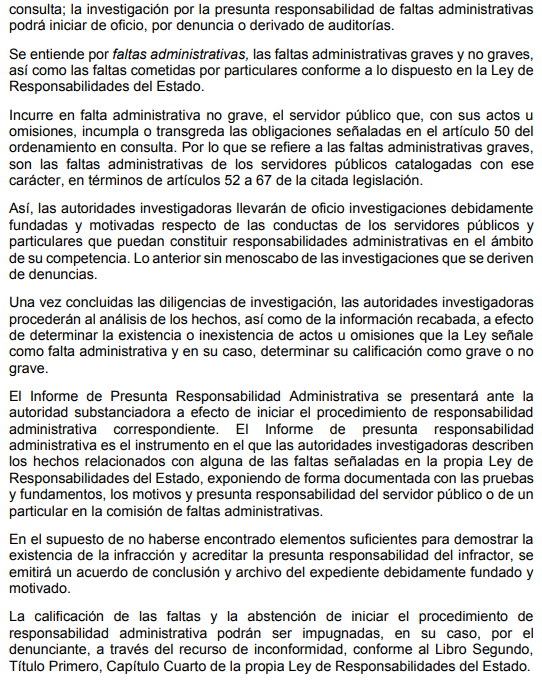 consulta; la investigación por la presunta responsabilidad de faltas administrativas
podrá iniciar de oficio, por denuncia o derivado de auditorías.
Se entiende por faltas administrativas, las faltas administrativas graves y no graves,
así como las faltas cometidas por particulares conforme a lo dispuesto en la Ley de
Responsabilidades del Estado.
Incurre en falta administrativa no grave, el servidor público que, con sus actos u
omisiones, incumpla o transgreda las obligaciones señaladas en el artículo 50 del
ordenamiento en consulta. Por lo que se refiere a las faltas administrativas graves,
son las faltas administrativas de los servidores públicos catalogadas con ese
carácter, en términos de artículos 52 a 67 de la citada legislación.
Así, las autoridades investigadoras llevarán de oficio investigaciones debidamente
fundadas y motivadas respecto de las conductas de los servidores públicos y
particulares que puedan constituir responsabilidades administrativas en el ámbito
de su competencia. Lo anterior sin menoscabo de las investigaciones que se deriven
de denuncias.
Una vez concluidas las diligencias de investigación, las autoridades investigadoras
procederán al análisis de los hechos, así como de la información recabada, a efecto
de determinar la existencia o inexistencia de actos u omisiones que la Ley señale
como falta administrativa y en su caso, determinar su calificación como grave o no
grave.
El Informe de Presunta Responsabilidad Administrativa se presentará ante la
autoridad substanciadora a efecto de iniciar el procedimiento de responsabilidad
administrativa correspondiente. El Informe de presunta responsabilidad
administrativa es el instrumento en el que las autoridades investigadoras describen
los hechos relacionados con alguna de las faltas señaladas en la propia Ley de
Responsabilidades del Estado, exponiendo de forma documentada con las pruebas
y fundamentos, los motivos y presunta responsabilidad del servidor público o de un
particular en la comisión de faltas administrativas.
En el supuesto de no haberse encontrado elementos suficientes para demostrar la
existencia de la infracción y acreditar la presunta responsabilidad del infractor, se
emitirá un acuerdo de conclusión y archivo del expediente debidamente fundado y
motivado.
La calificación de las faltas y la abstención de iniciar el procedimiento de
responsabilidad administrativa podrán ser impugnadas, en su caso, por el
denunciante, a través del recurso de inconformidad, conforme al Libro Segundo,
Título Primero, Capítulo Cuarto de la propia Ley de Responsabilidades del Estado.